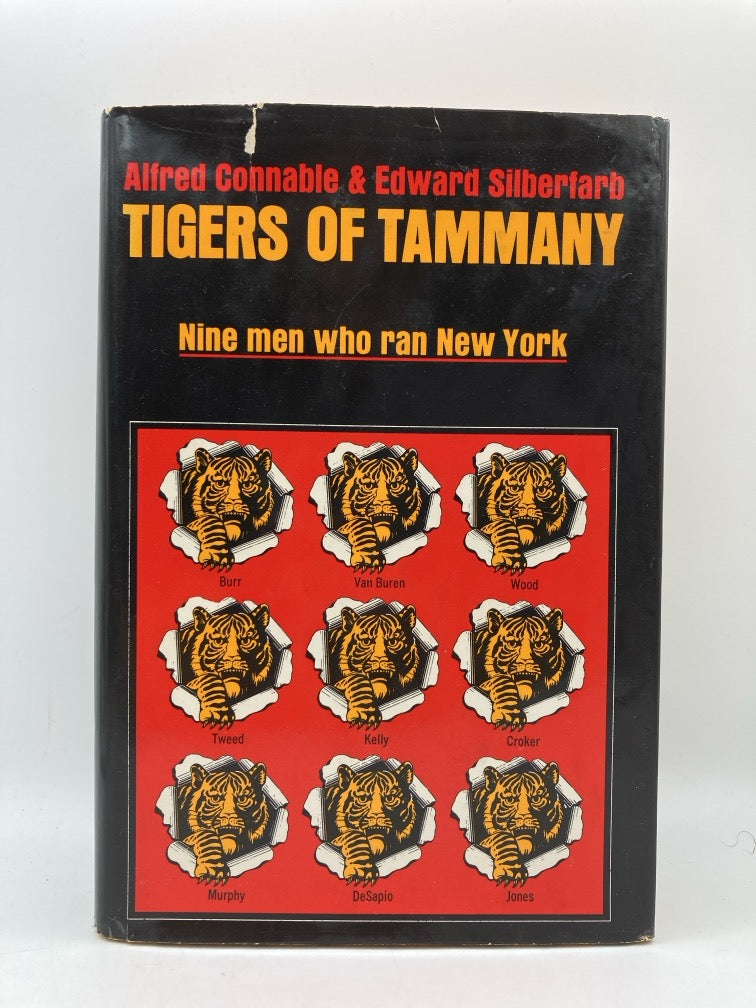 Alfred Connable & Edward Silberfarb
TIGERS OF TAMMANY
Nine men who ran New York
Burr Van Buren Wood
Tweed Kelly Croker
Murphy DeSapio Jones